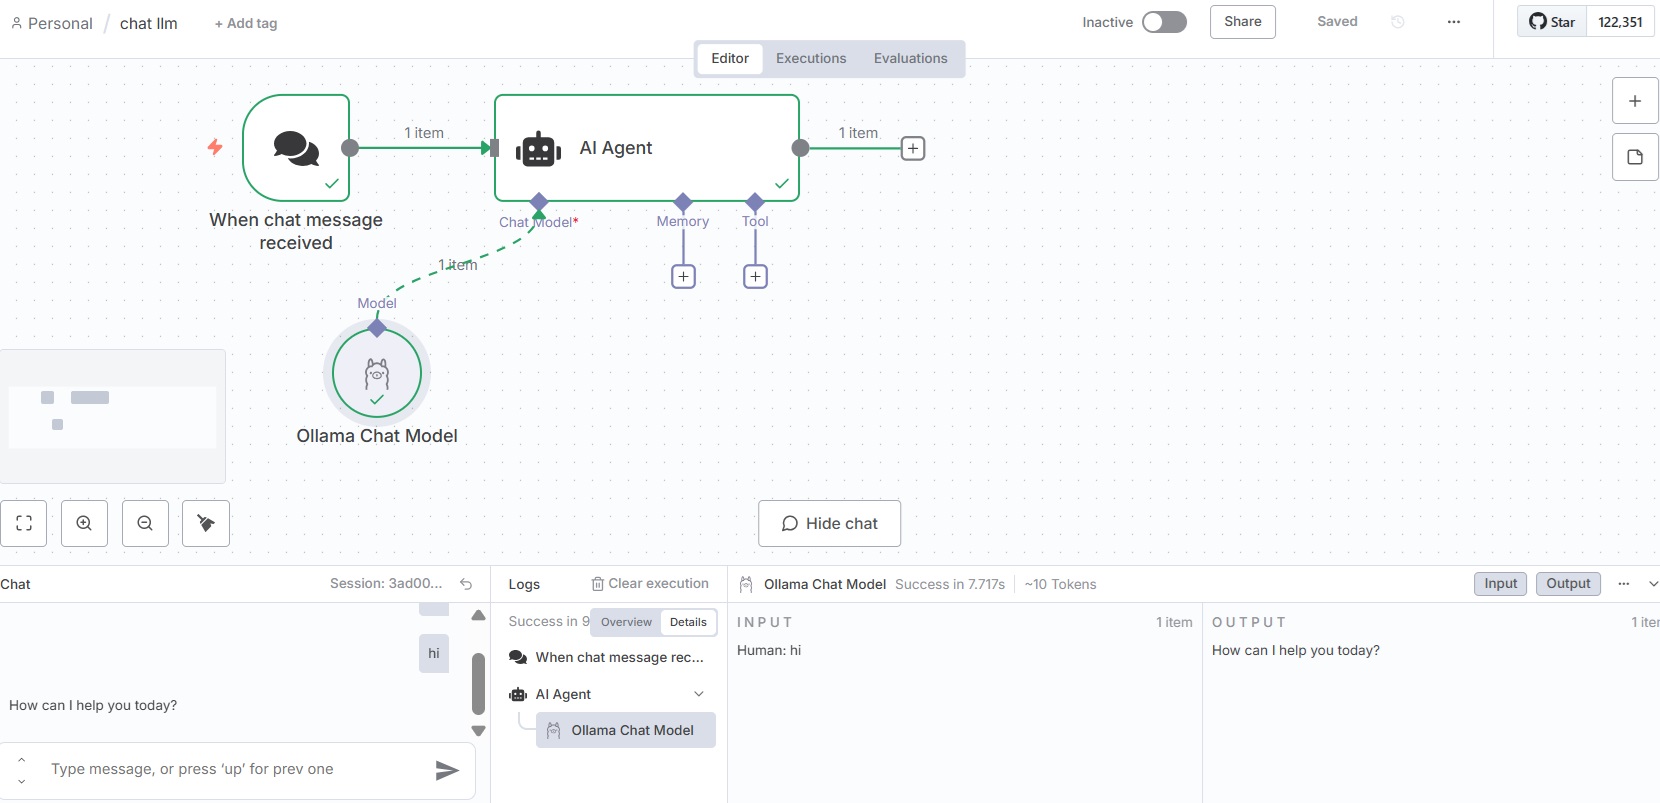 Personal / chat llm + Add tag
Inactive Share Saved ... Star 122,351
Editor Executions Evaluations
1 item
1 item
AI Agent
When chat message
received
Chat Model*
Memory
Tool
1 item
Model
Ollama Chat Model
Hide chat
Chat
Session: 3ad00...
hi
How can I help you today?
Type message, or press ‘up’ for prev one
Logs
Clear execution
Success in 9
Overview Details
When chat message rec...
AI Agent
Ollama Chat Model
Ollama Chat Model Success in 7.717s ~10 Tokens
Input Output ...
INPUT
1 item
Human: hi
OUTPUT
1 iter
How can I help you today?